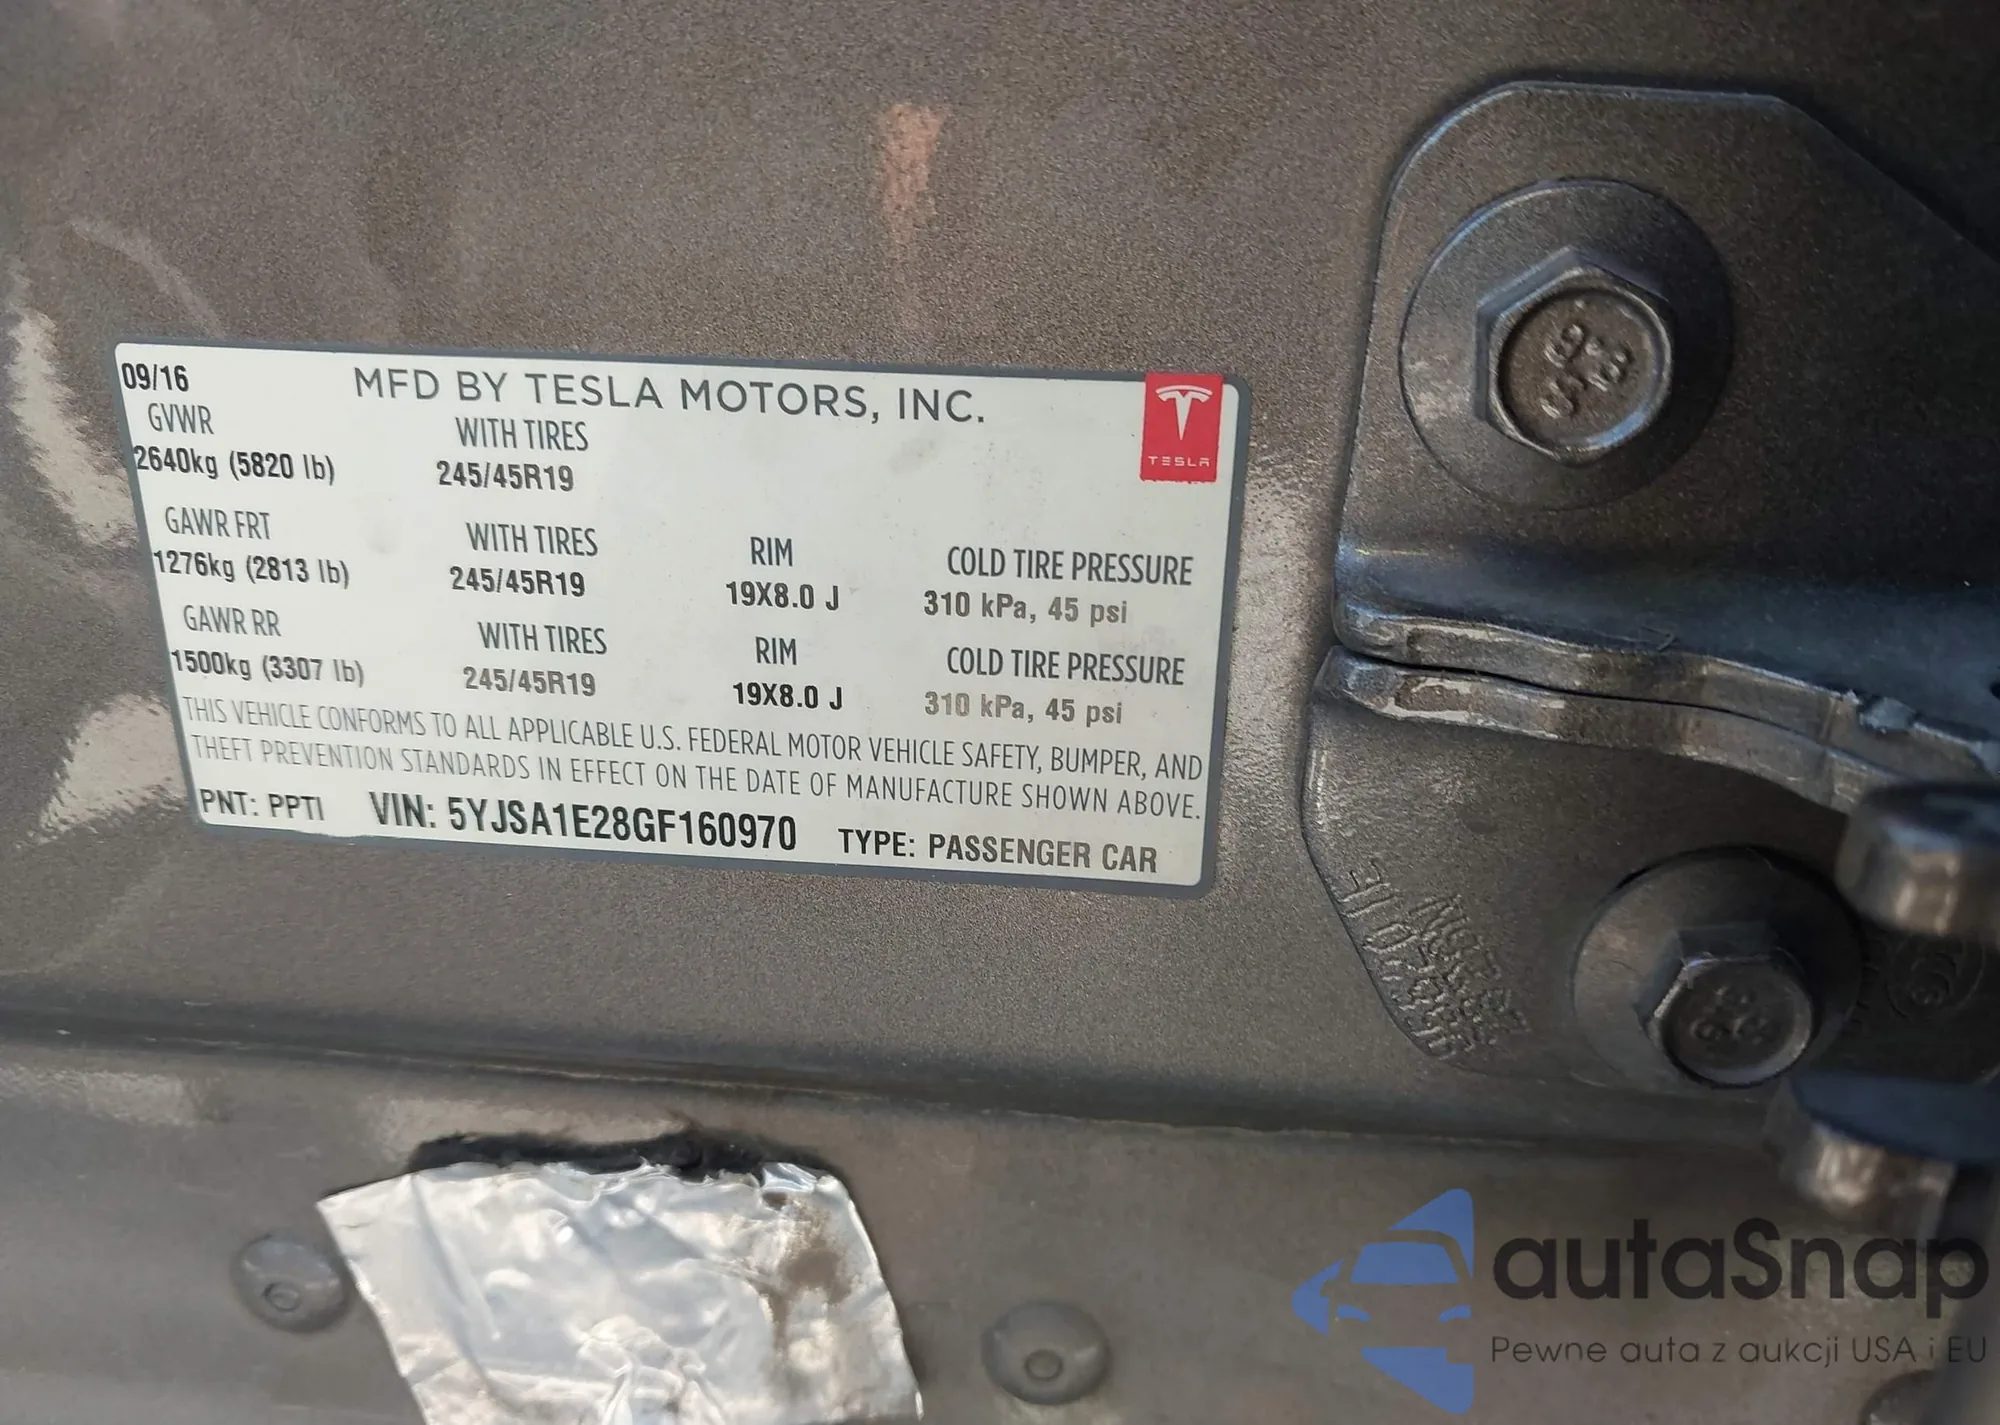 09/16 MFD BY TESLA MOTORS, INC.
TESLA
GVWR WITH TIRES
2640kg (5820 lb) 245/45R19
GAWR FRT WITH TIRES RIM COLD TIRE PRESSURE
1276kg (2813 lb) 245/45R19 19X8.0 J 310 kPa, 45 psi
GAWR RR WITH TIRES RIM COLD TIRE PRESSURE
1500kg (3307 lb) 245/45R19 19X8.0 J 310 kPa, 45 psi
THIS VEHICLE CONFORMS TO ALL APPLICABLE U.S. FEDERAL MOTOR VEHICLE SAFETY, BUMPER, AND
THEFT PREVENTION STANDARDS IN EFFECT ON THE DATE OF MANUFACTURE SHOWN ABOVE.
PNT: PPTI VIN: 5YJSA1E28GF160970 TYPE: PASSENGER CAR
autaSnap
Pewne auta z aukcji USA i EU